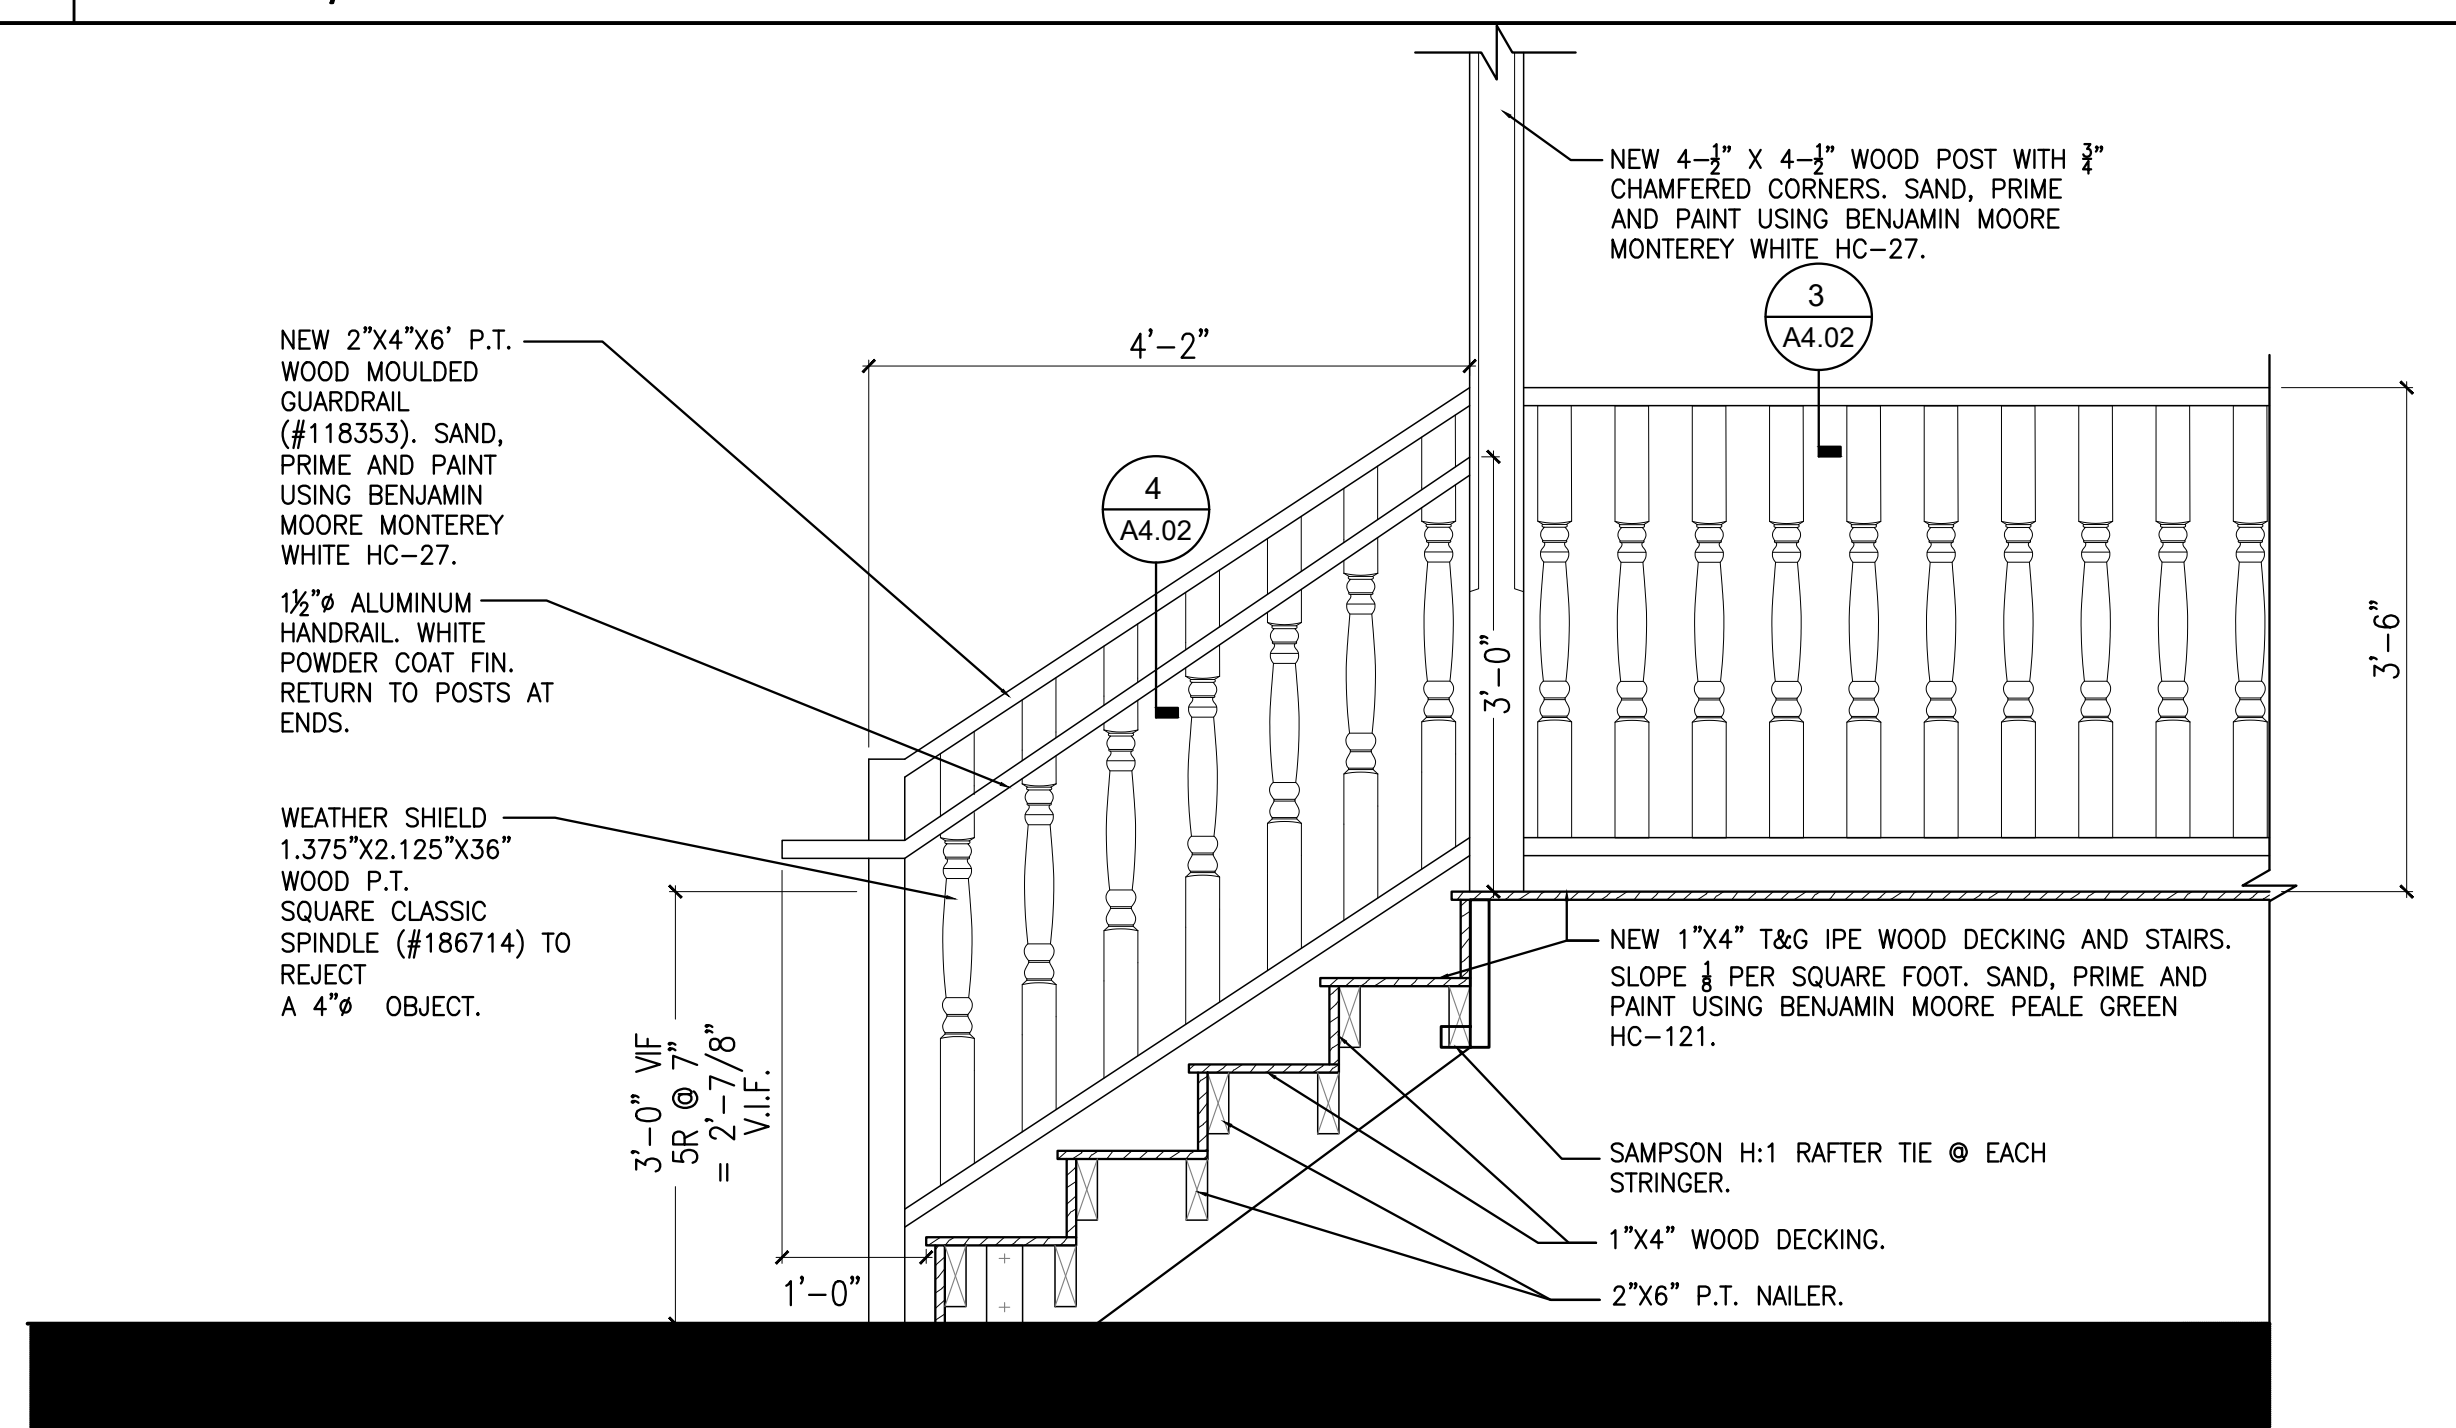 NEW 4-1/2" X 4-1/2" WOOD POST WITH 3/4"
CHAMFERED CORNERS. SAND, PRIME
AND PAINT USING BENJAMIN MOORE
MONTEREY WHITE HC-27.
3
A4.02
4'-2"
NEW 2"X4"X6' P.T.
WOOD MOULDED
GUARDRAIL
(#118353). SAND,
PRIME AND PAINT
USING BENJAMIN
MOORE MONTEREY
WHITE HC-27.
4
A4.02
1½"ø ALUMINUM
HANDRAIL. WHITE
POWDER COAT FIN.
RETURN TO POSTS AT
ENDS.
3'-0"
3'-6"
WEATHER SHIELD
1.375"X2.125"X36"
WOOD P.T.
SQUARE CLASSIC
SPINDLE (#186714) TO
REJECT
A 4"ø OBJECT.
NEW 1"X4" T&G IPE WOOD DECKING AND STAIRS.
SLOPE 1/8 PER SQUARE FOOT. SAND, PRIME AND
PAINT USING BENJAMIN MOORE PEALE GREEN
HC-121.
3'-0" VIF
5R @ 7"
= 2'-7/8"
V.I.F.
SAMPSON H:1 RAFTER TIE @ EACH
STRINGER.
1"X4" WOOD DECKING.
1'-0"
2"X6" P.T. NAILER.